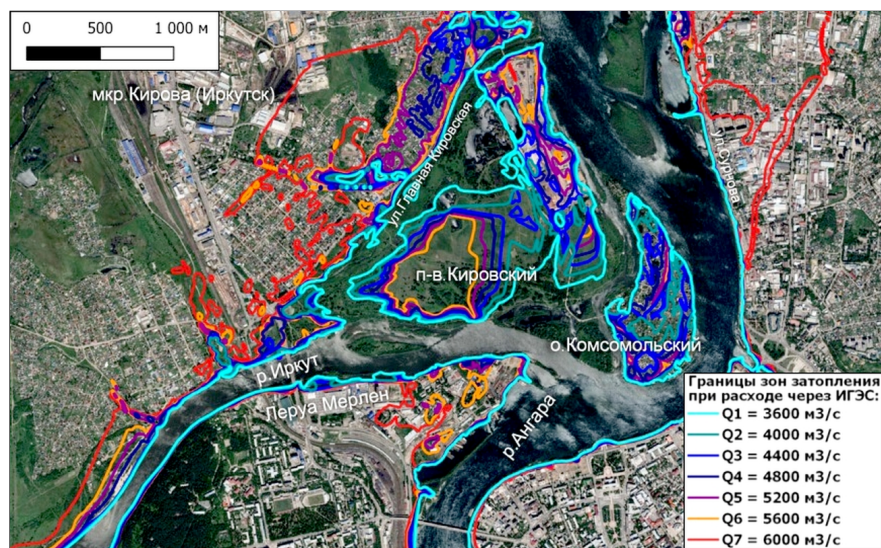 0 500 1 000 м
мкр.Кирова (Иркутск)
ул.Главная Кировская
ул.Сурнова
п-в.Кировский
о.Комсомольский
р.Иркут
Леруа Мерлен
р.Ангара
Границы зон затопления
при расходе через ИГЭС:
Q1 = 3600 м3/с
Q2 = 4000 м3/с
Q3 = 4400 м3/с
Q4 = 4800 м3/с
Q5 = 5200 м3/с
Q6 = 5600 м3/с
Q7 = 6000 м3/с